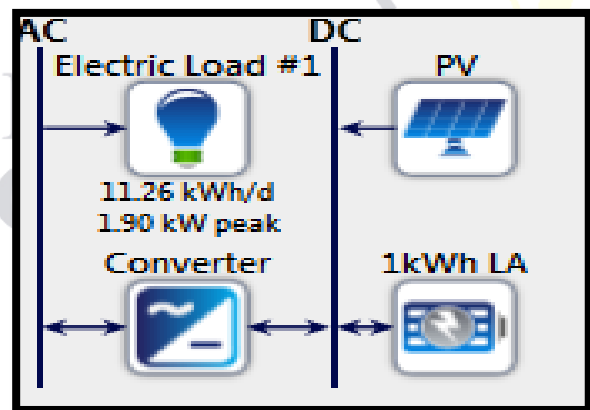 AC
DC
Electric Load #1
PV
11.26 kWh/d
1.90 kW peak
Converter
1kWh LA